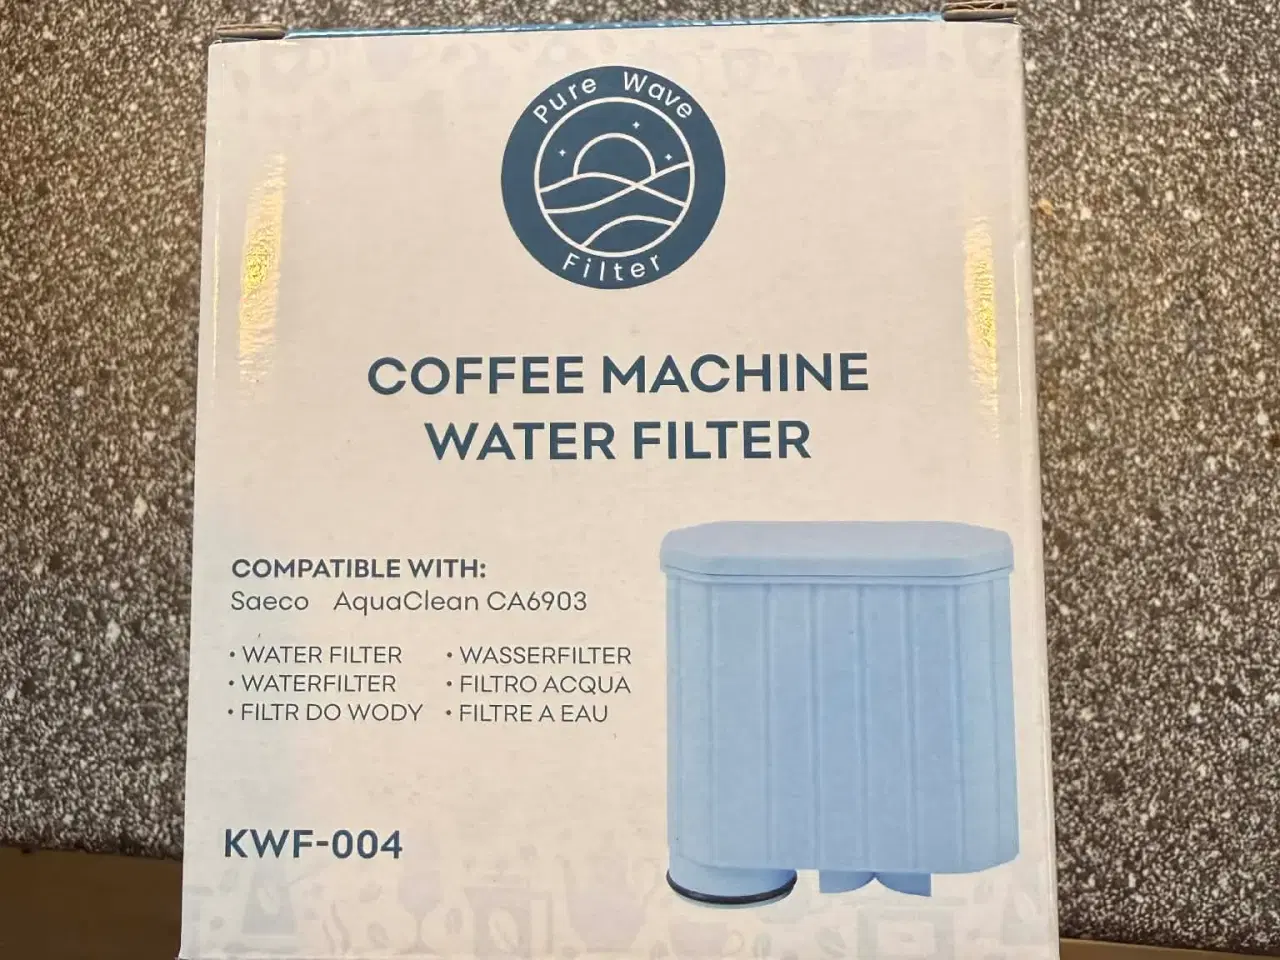 Pure Wave
Filter
COFFEE MACHINE
WATER FILTER
COMPATIBLE WITH:
Saeco AquaClean CA6903
• WATER FILTER • WASSERFILTER
• WATERFILTER • FILTRO ACQUA
• FILTR DO WODY • FILTRE A EAU
KWF-004